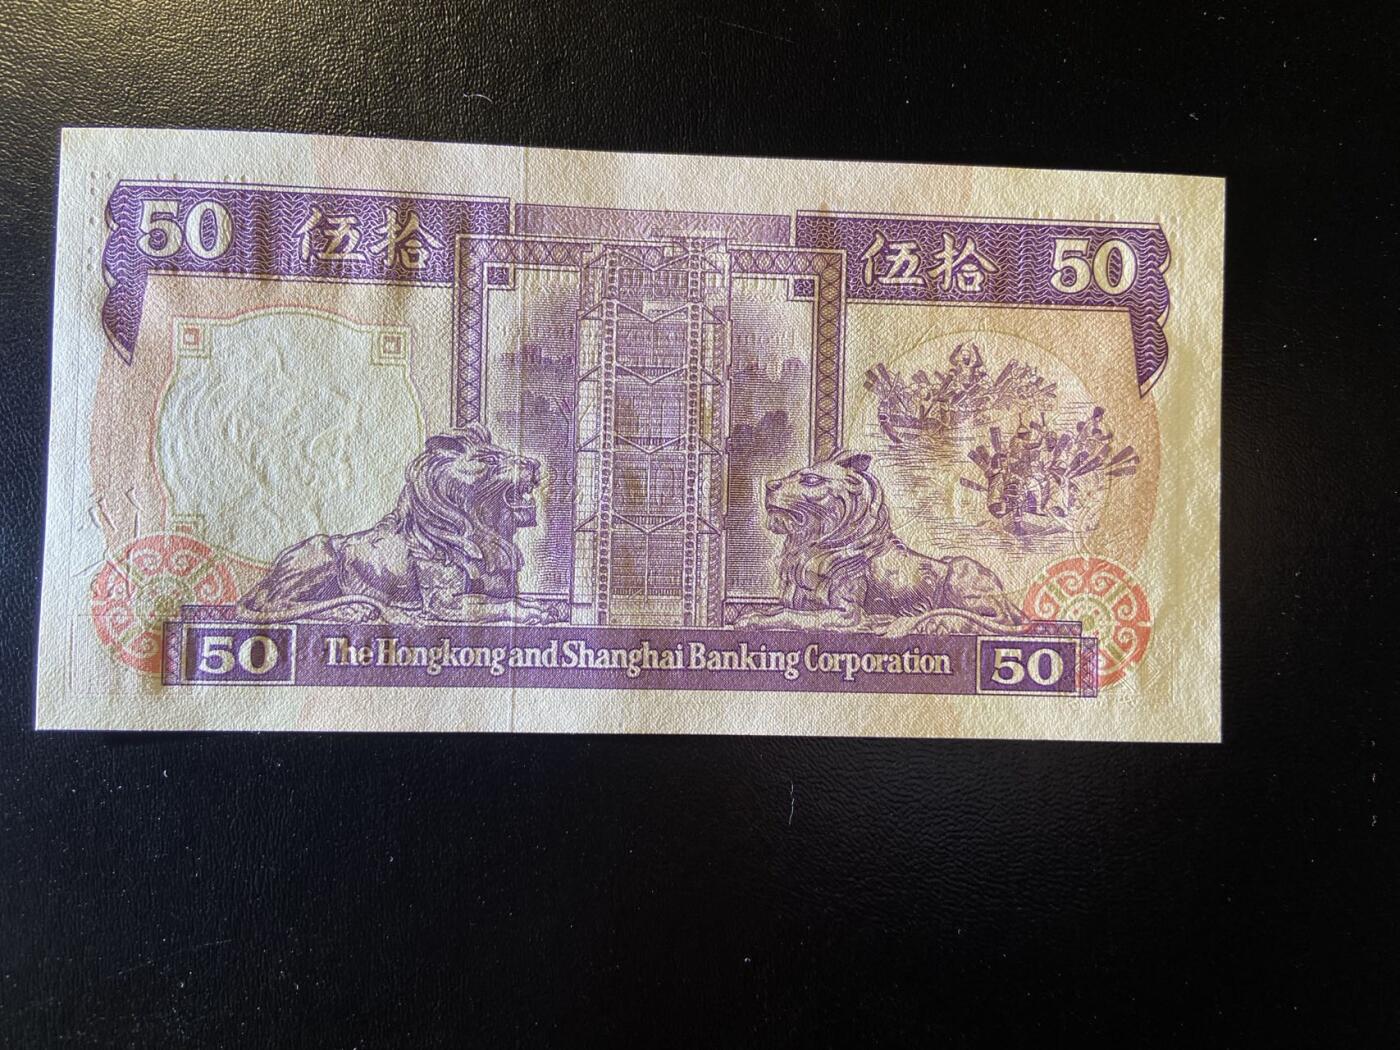 50 伍拾 伍拾 50
50 The Hongkong and Shanghai Banking Corporation 50